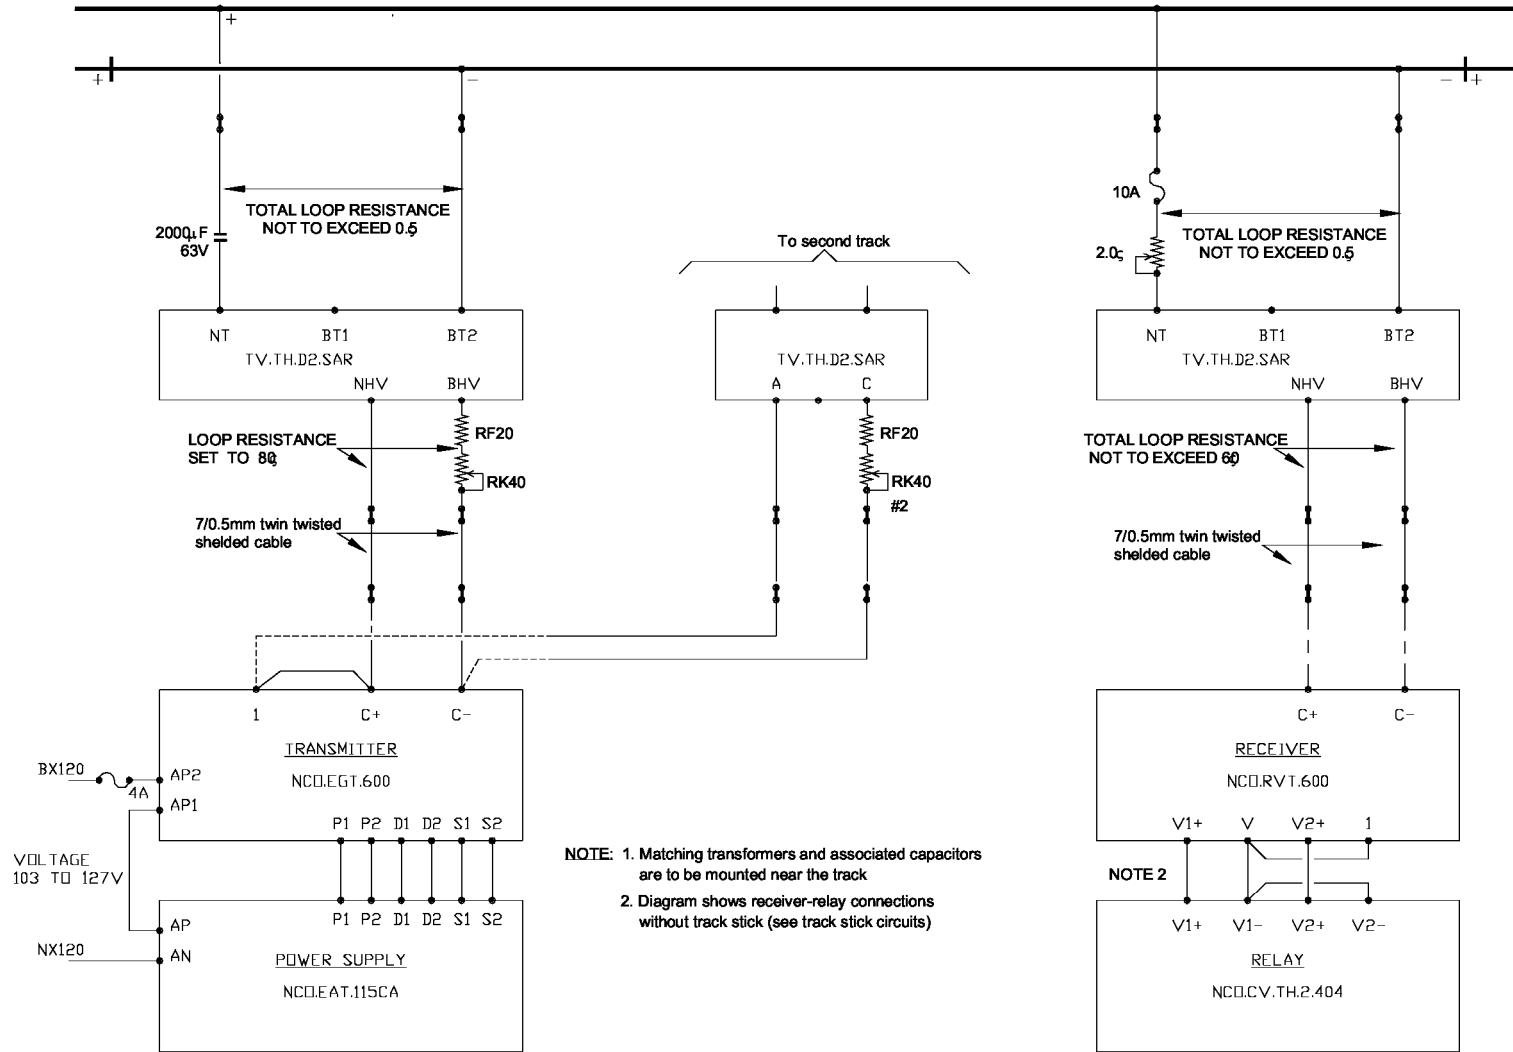 +
+
-
-
+
10A
2.0ς
TOTAL LOOP RESISTANCE
NOT TO EXCEED 0.5ς
2000µF
63V
TOTAL LOOP RESISTANCE
NOT TO EXCEED 0.5ς
To second track
NT BT1 BT2
TV.TH.D2.SAR
NHV BHV
TV.TH.D2.SAR
A C
NT BT1 BT2
TV.TH.D2.SAR
NHV BHV
LOOP RESISTANCE
SET TO 80ς
RF20
RK40
RF20
RK40
#2
TOTAL LOOP RESISTANCE
NOT TO EXCEED 60ς
7/0.5mm twin twisted
shelded cable
7/0.5mm twin twisted
shelded cable
1 C+ C-
TRANSMITTER
NCO.EGT.600
BX120
4A
AP2
AP1
P1 P2 D1 D2 S1 S2
VOLTAGE
103 TO 127V
P1 P2 D1 D2 S1 S2
AP
NX120
AN
POWER SUPPLY
NCO.EAT.115CA
NOTE: 1. Matching transformers and associated capacitors
are to be mounted near the track
2. Diagram shows receiver-relay connections
without track stick (see track stick circuits)
C+ C-
RECEIVER
NCO.RVT.600
V1+ V V2+ 1
NOTE 2
V1+ V1- V2+ V2-
RELAY
NCO.CV.TH.2.404